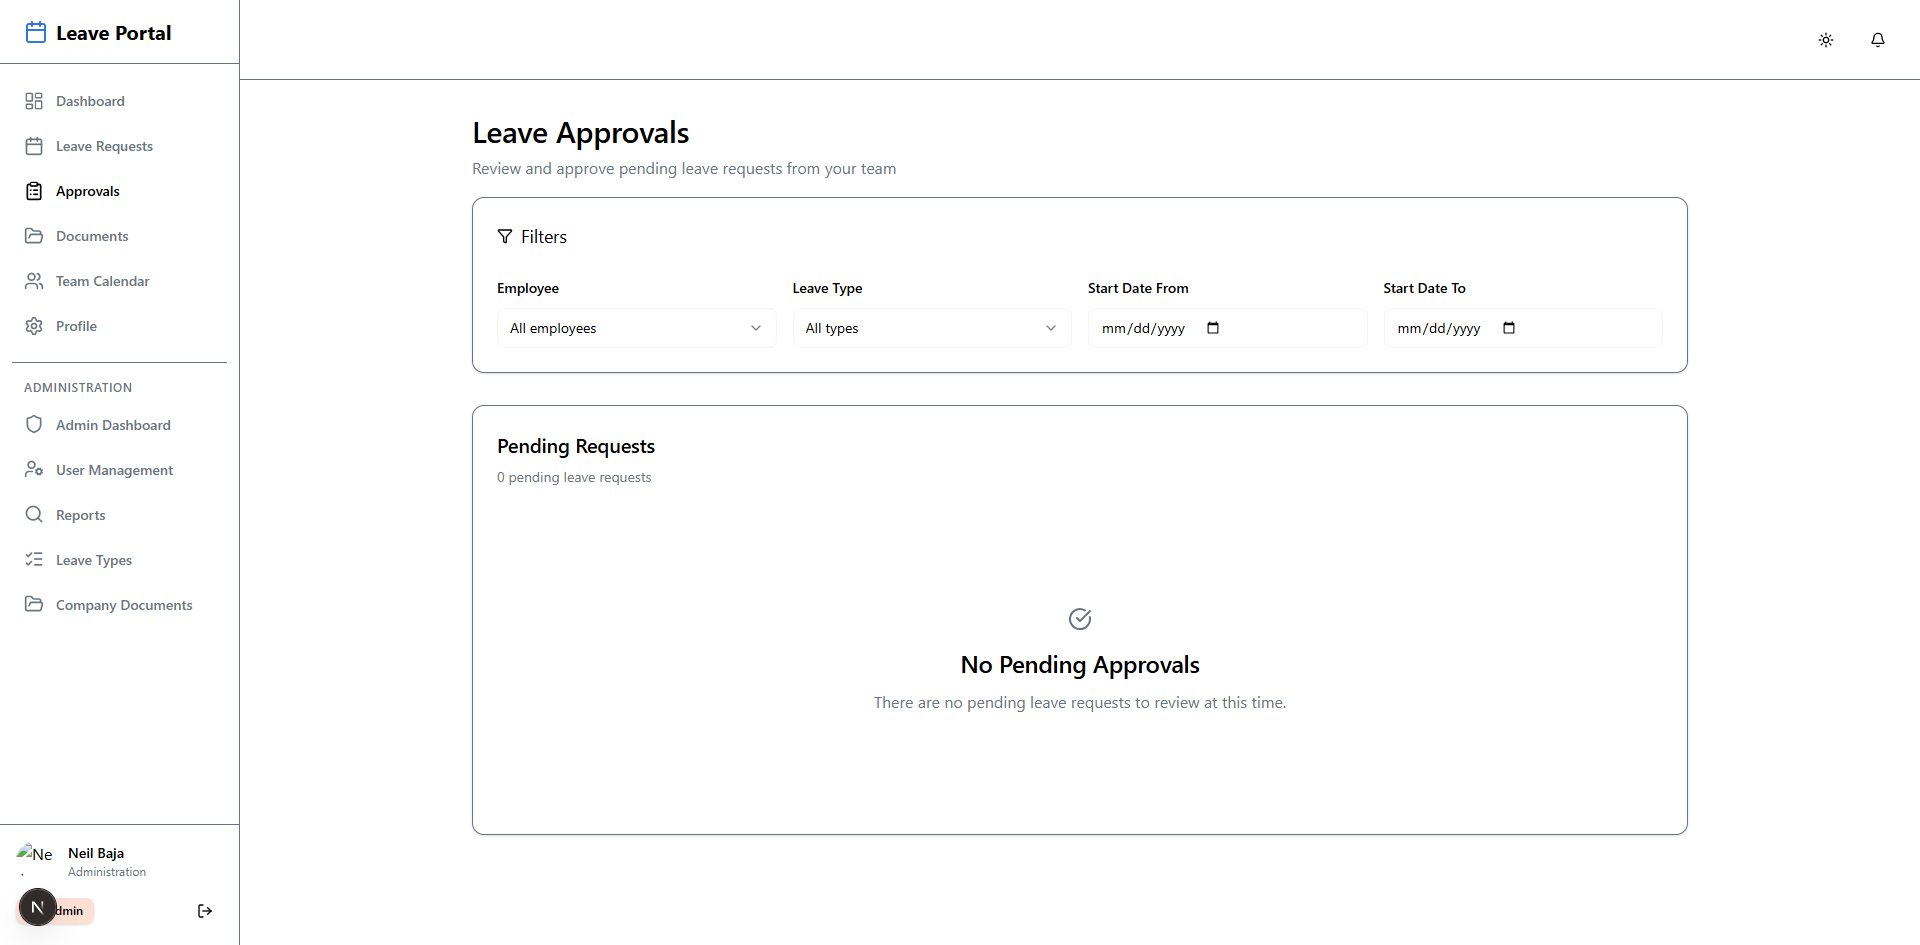 Leave Portal
Dashboard
Leave Requests
Approvals
Documents
Team Calendar
Profile
ADMINISTRATION
Admin Dashboard
User Management
Reports
Leave Types
Company Documents
Neil Baja
Administration
Ne
N
dmin
Leave Approvals
Review and approve pending leave requests from your team
Filters
Employee
Leave Type
Start Date From
Start Date To
All employees
All types
mm/dd/yyyy
mm/dd/yyyy
Pending Requests
0 pending leave requests
No Pending Approvals
There are no pending leave requests to review at this time.